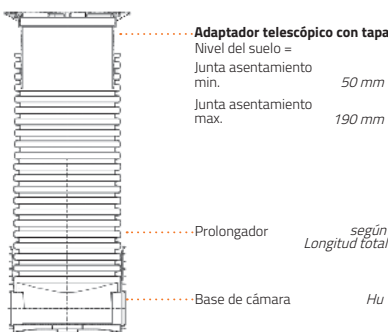 Adaptador telescópico con tapa
Nivel del suelo =
Junta asentamiento
min. 50 mm
Junta asentamiento
max. 190 mm
Prolongador según
Longitud total
Base de cámara Hu